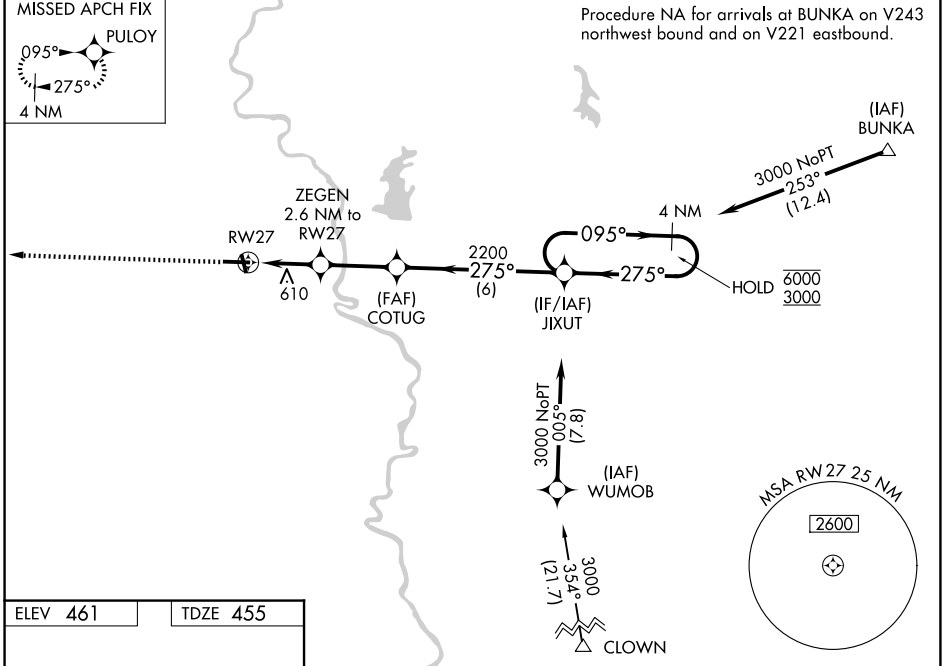 MISSED APCH FIX
PULOY
095°
275°
4 NM
Procedure NA for arrivals at BUNKA on V243
northwest bound and on V221 eastbound.
(IAF)
BUNKA
3000 NoPT
253°
(12.4)
4 NM
ZEGEN
2.6 NM to
RW27
RW27
095°
2200
275°
(6)
275°
HOLD
6000
3000
610
(FAF)
COTUG
(IF/IAF)
JIXUT
3000 NoPT
005°
(7.8)
(IAF)
WUMOB
MSA RW27 25 NM
2600
3000
354°
(21.7)
CLOWN
ELEV 461
TDZE 455